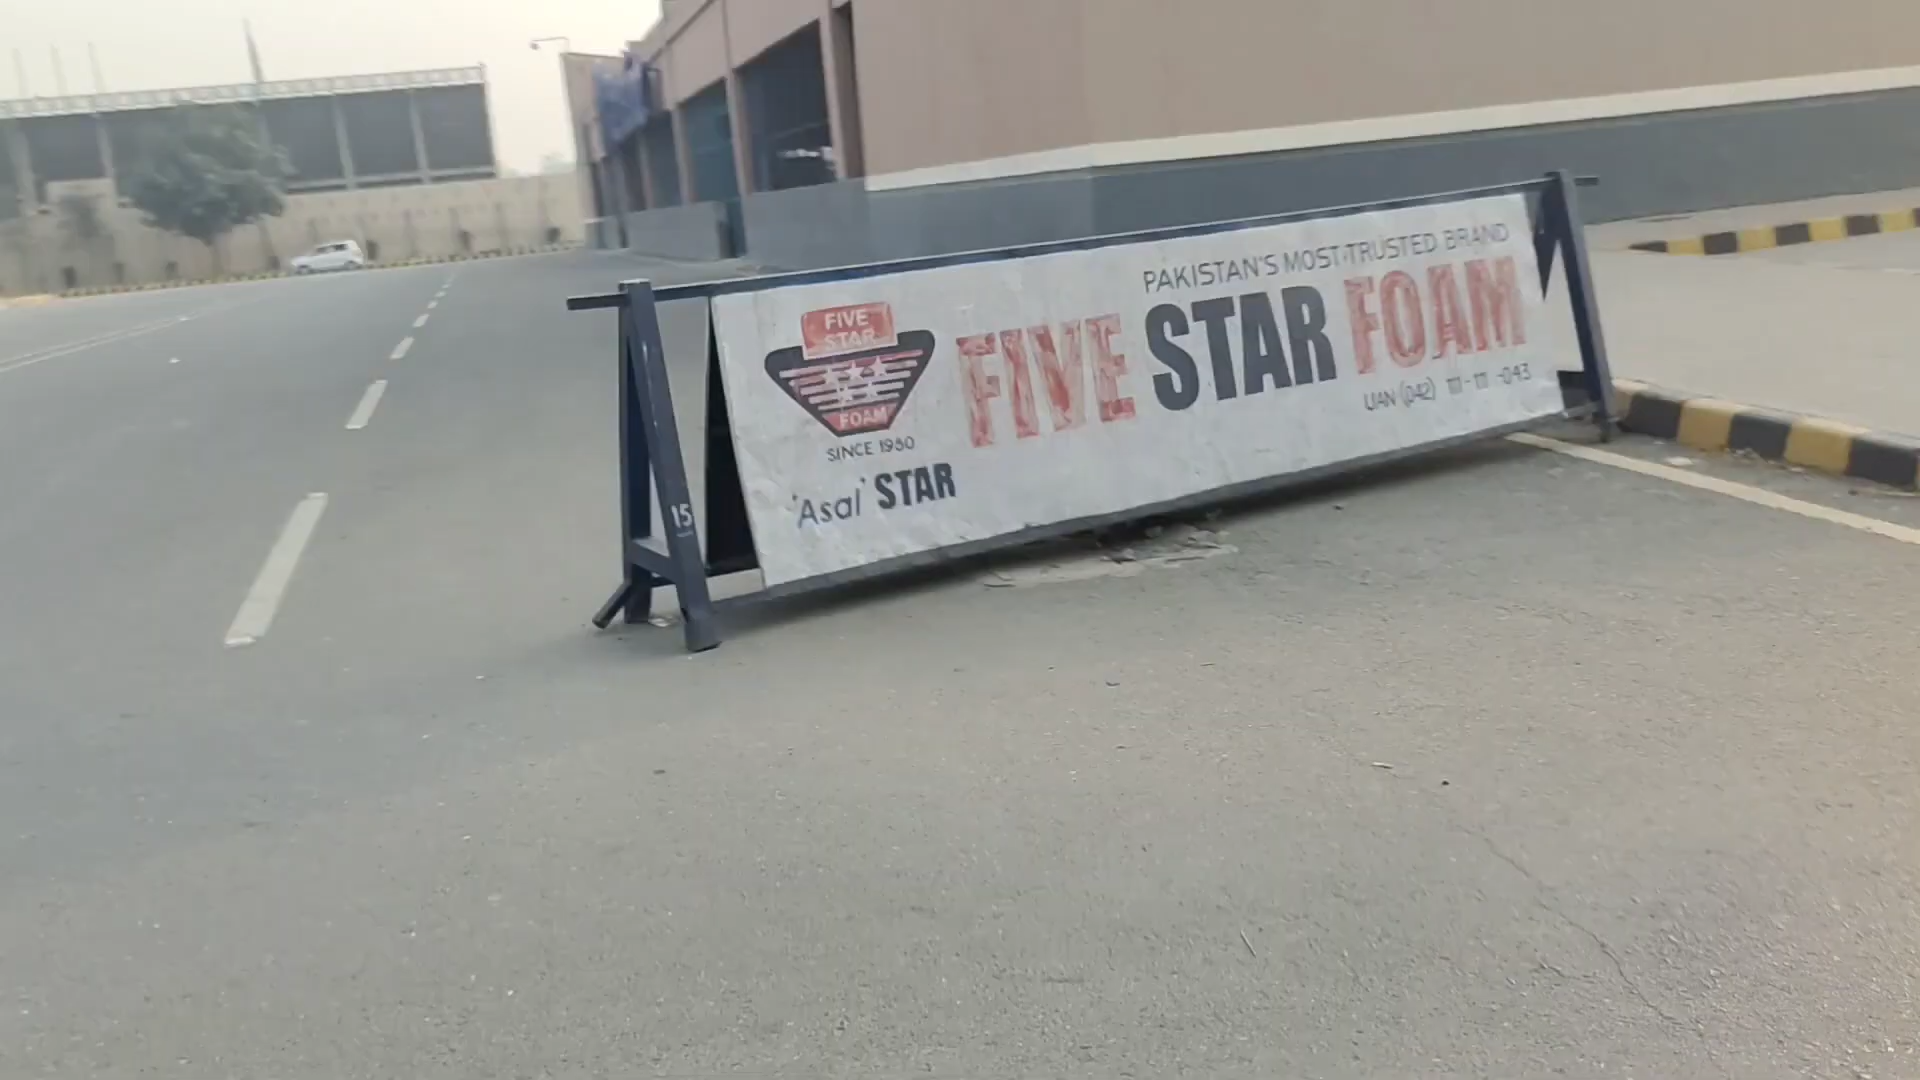 PAKISTAN'S MOST TRUSTED BRAND
FIVE STAR FOAM
UAN (042) 111-111-043
FIVE
STAR
FOAM
SINCE 1980
'Asal' STAR
15